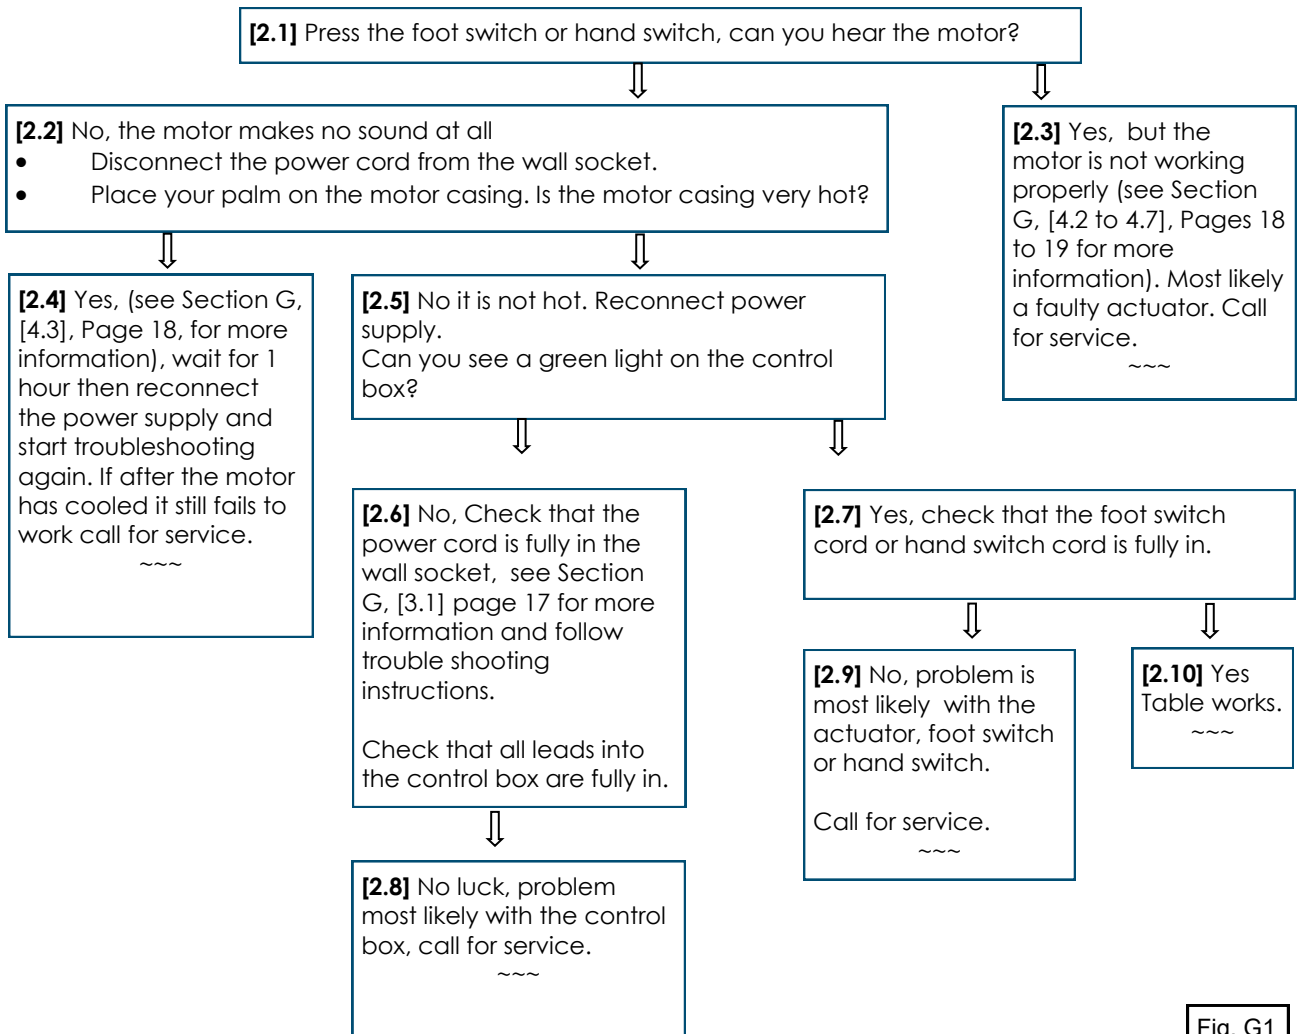 [2.1] Press the foot switch or hand switch, can you hear the motor?
[2.2] No, the motor makes no sound at all
• Disconnect the power cord from the wall socket.
• Place your palm on the motor casing. Is the motor casing very hot?
[2.3] Yes, but the
motor is not working
properly (see Section
G, [4.2 to 4.7], Pages 18
to 19 for more
information). Most likely
a faulty actuator. Call
for service.
~~~
[2.4] Yes, (see Section G,
[4.3], Page 18, for more
information), wait for 1
hour then reconnect
the power supply and
start troubleshooting
again. If after the motor
has cooled it still fails to
work call for service.
~~~
[2.5] No it is not hot. Reconnect power
supply.
Can you see a green light on the control
box?
[2.6] No, Check that the
power cord is fully in the
wall socket, see Section
G, [3.1] page 17 for more
information and follow
trouble shooting
instructions.
Check that all leads into
the control box are fully in.
[2.7] Yes, check that the foot switch
cord or hand switch cord is fully in.
[2.9] No, problem is
most likely with the
actuator, foot switch
or hand switch.
Call for service.
~~~
[2.10] Yes
Table works.
~~~
[2.8] No luck, problem
most likely with the control
box, call for service.
~~~
Fig. G1